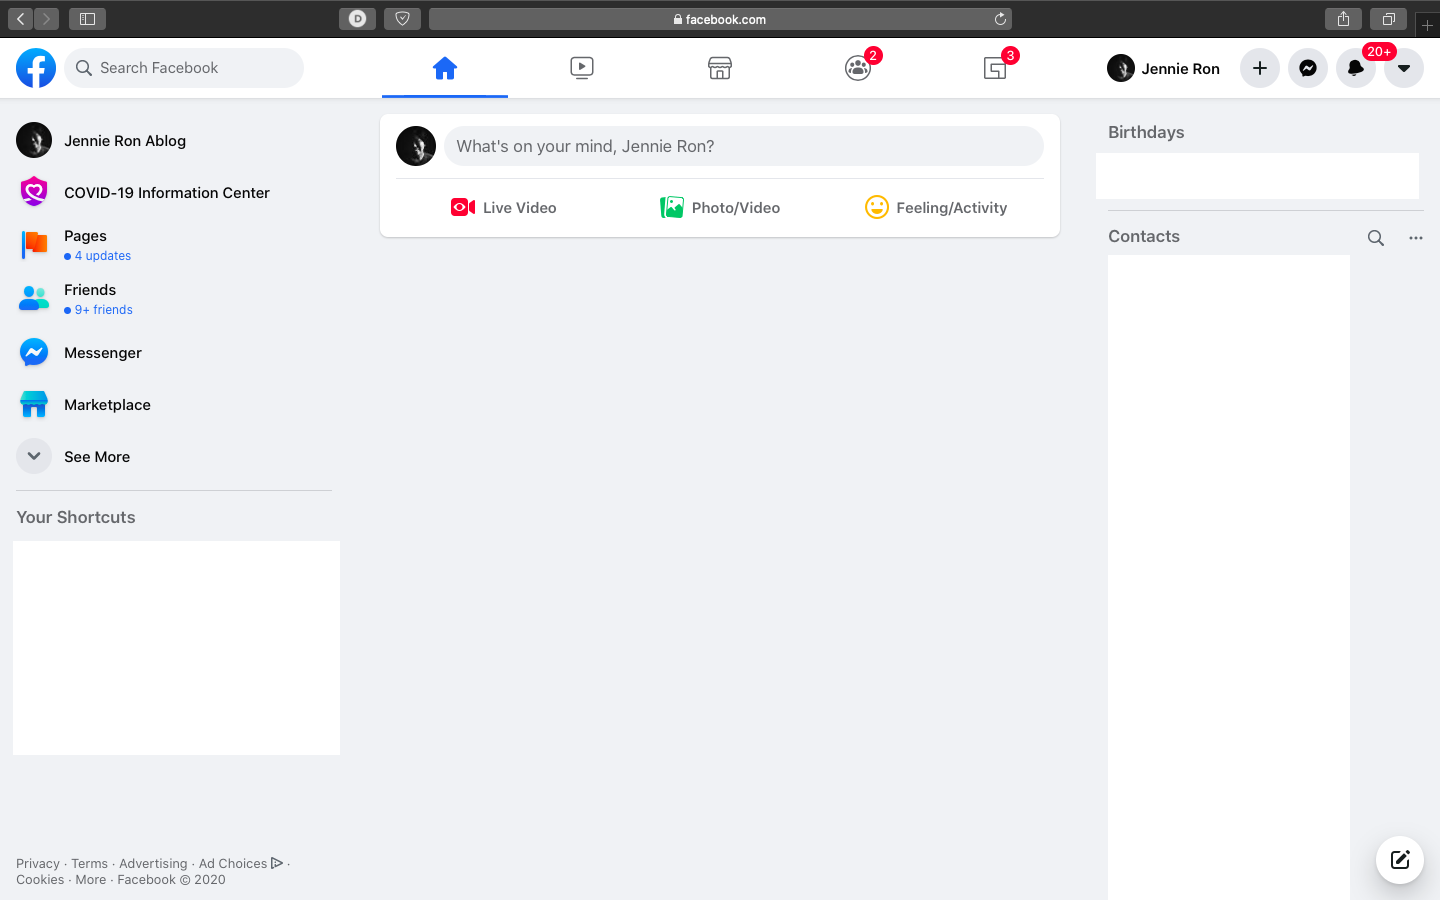 D
facebook.com
Search Facebook
2
3
Jennie Ron
20+
Jennie Ron Ablog
COVID-19 Information Center
Pages
4 updates
Friends
9+ friends
Messenger
Marketplace
See More
Your Shortcuts
Privacy · Terms · Advertising · Ad Choices ·
Cookies · More · Facebook © 2020
What's on your mind, Jennie Ron?
Live Video
Photo/Video
Feeling/Activity
Birthdays
Contacts